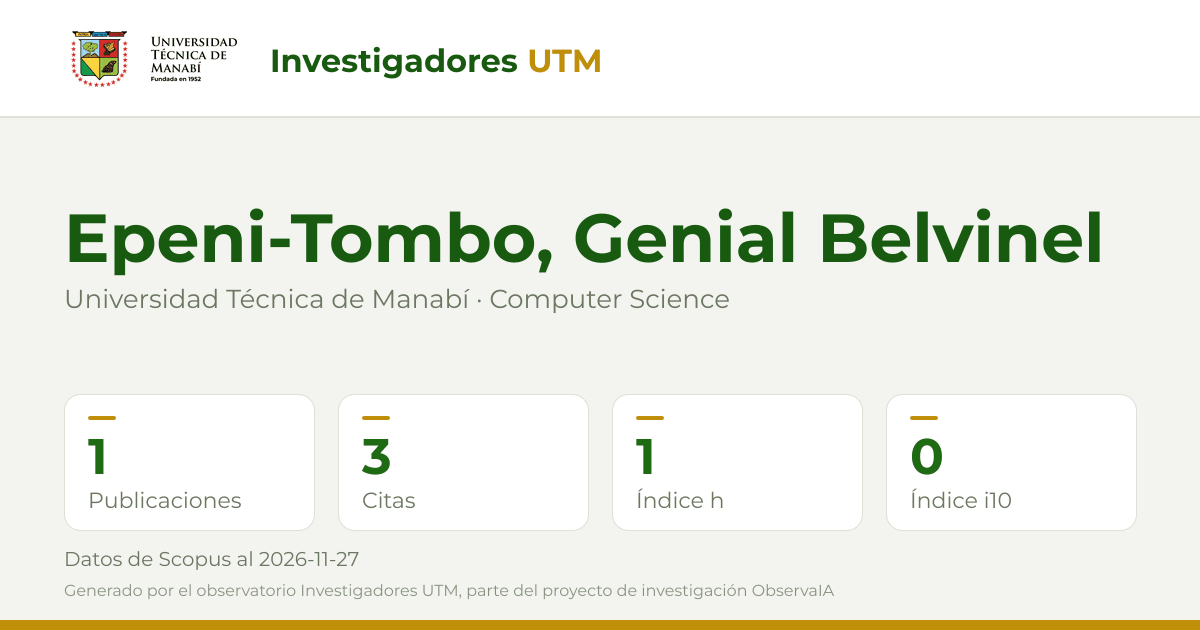 UNIVERSIDAD
TÉCNICA DE
MANABÍ
Fundada en 1952
Investigadores UTM
Epeni-Tombo, Genial Belvinel
Universidad Técnica de Manabí · Computer Science
1
Publicaciones
3
Citas
1
Índice h
0
Índice i10
Datos de Scopus al 2026-11-27
Generado por el observatorio Investigadores UTM, parte del proyecto de investigación ObservaIA